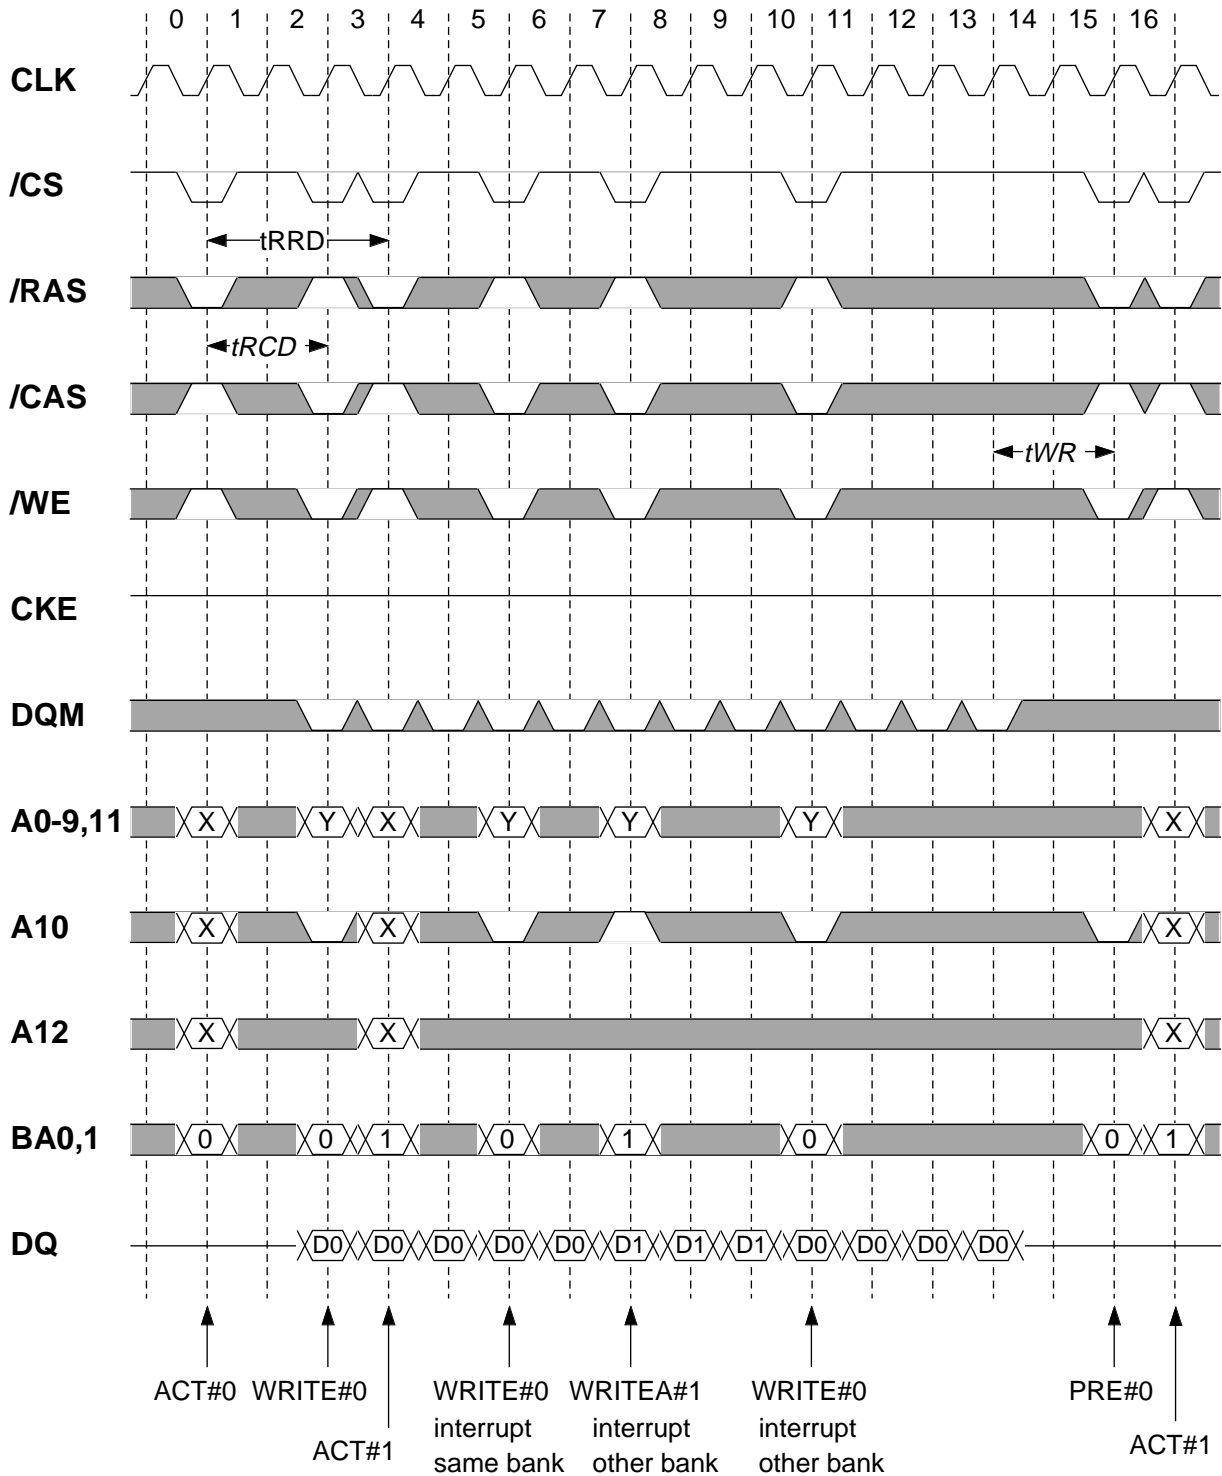 0 1 2 3 4 5 6 7 8 9 10 11 12 13 14 15 16
CLK
/CS
tRRD
/RAS
tRCD
/CAS
tWR
/WE
CKE
DQM
A0-9,11 X Y X Y Y Y X
A10 X X X
A12 X X X
BA0,1 0 0 1 0 1 0 0 1
DQ D0 D0 D0 D0 D0 D1 D1 D1 D0 D0 D0 D0
ACT#0 WRITE#0 WRITE#0 WRITEA#1 WRITE#0 PRE#0
interrupt interrupt interrupt
ACT#1 same bank other bank other bank ACT#1